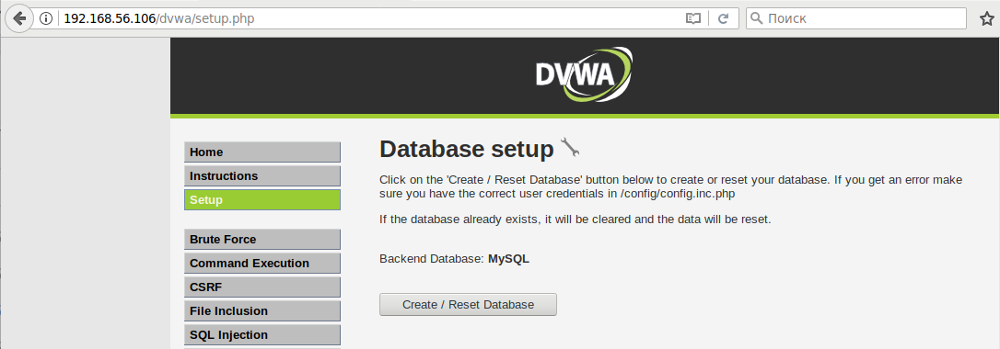 192.168.56.106/dvwa/setup.php
Поиск
DVWA
Home
Instructions
Setup
Brute Force
Command Execution
CSRF
File Inclusion
SQL Injection
Database setup
Click on the 'Create / Reset Database' button below to create or reset your database. If you get an error make
sure you have the correct user credentials in /config/config.inc.php
If the database already exists, it will be cleared and the data will be reset.
Backend Database: MySQL
Create / Reset Database